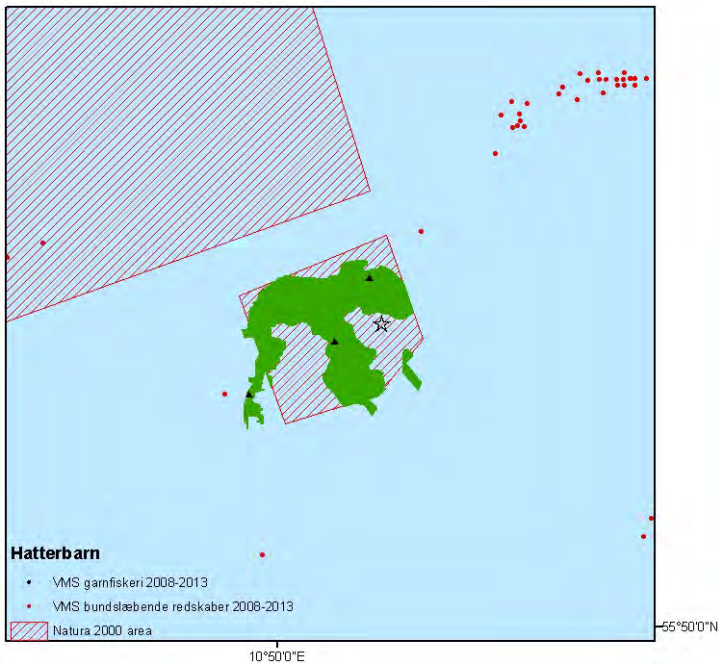 Hatterbarn
VMS garnfiskeri 2008-2013
VMS bundslæbende redskaber 2008-2013
Natura 2000 area
55°50'0"N
10°50'0"E